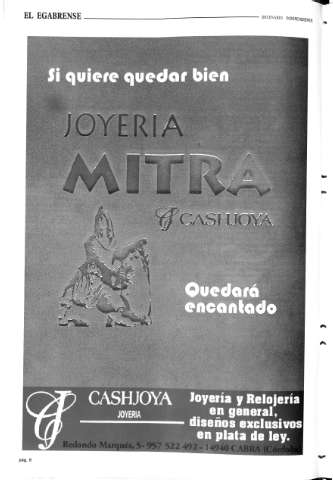 EL EGABRENSE
Si quiere quedar bien
JOYERIA
MITRA
CASHJOYA
Quedará
encantado
CASHJOYA
JOYERIA
Joyería y Relojería
en general,
diseños exclusivos
en plata de ley.
Redondo Marqués, 5 - 957 522 492 - 14940 CABRA (Córdoba)
pág. 8